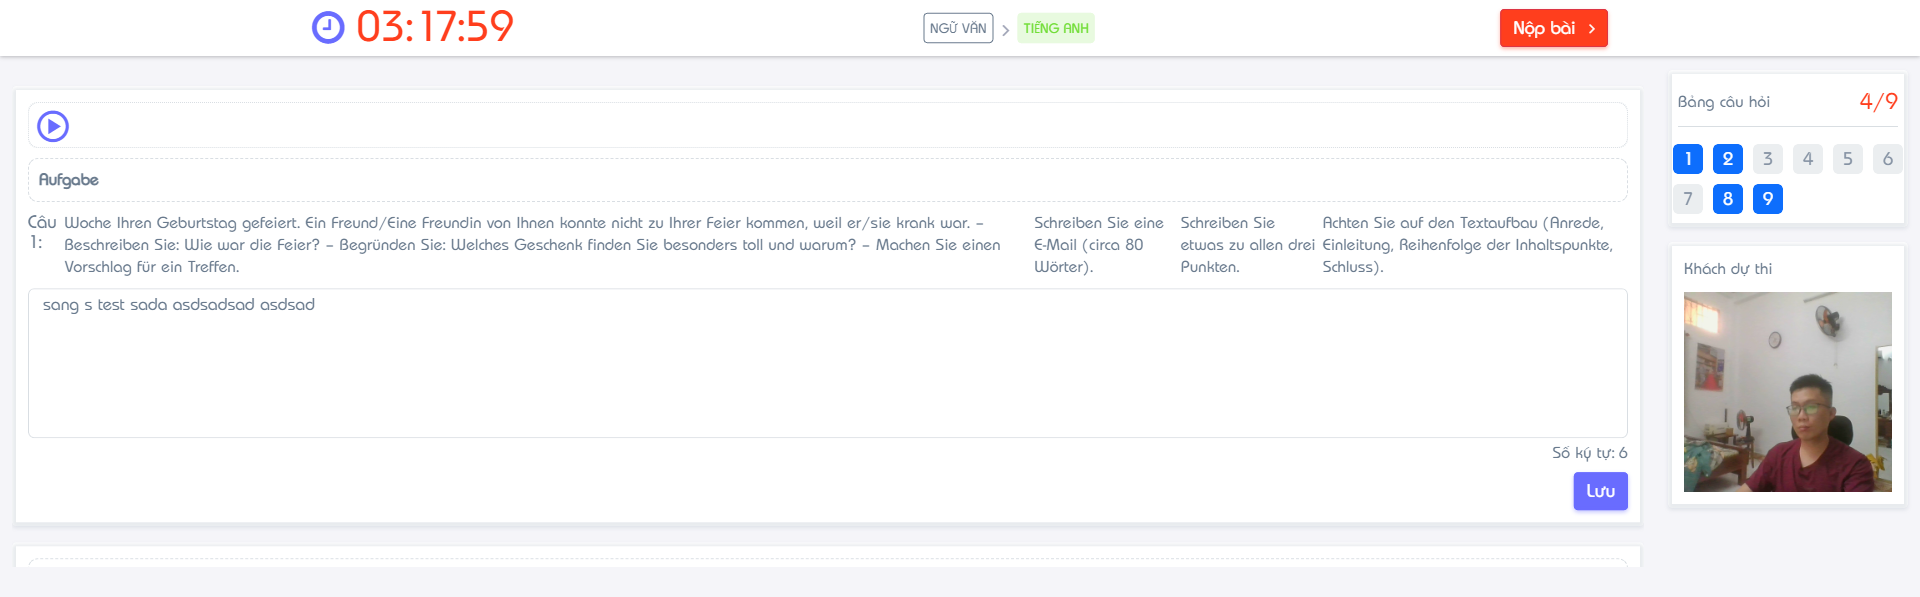 03:17:59
NGỮ VĂN
TIẾNG ANH
Nộp bài
Aufgabe
Câu 1:
Woche Ihren Geburtstag gefeiert. Ein Freund/Eine Freundin von Ihnen konnte nicht zu Ihrer Feier kommen, weil er/sie krank war. –
Beschreiben Sie: Wie war die Feier? – Begründen Sie: Welches Geschenk finden Sie besonders toll und warum? – Machen Sie einen
Vorschlag für ein Treffen.
Schreiben Sie eine
E-Mail (circa 80
Wörter).
Schreiben Sie
etwas zu allen drei
Punkten.
Achten Sie auf den Textaufbau (Anrede,
Einleitung, Reihenfolge der Inhaltspunkte,
Schluss).
sang s test sada asdsadsad asdsad
Số ký tự: 6
Lưu
Bảng câu hỏi
4/9
1 2 3 4 5 6
7 8 9
Khách dự thi